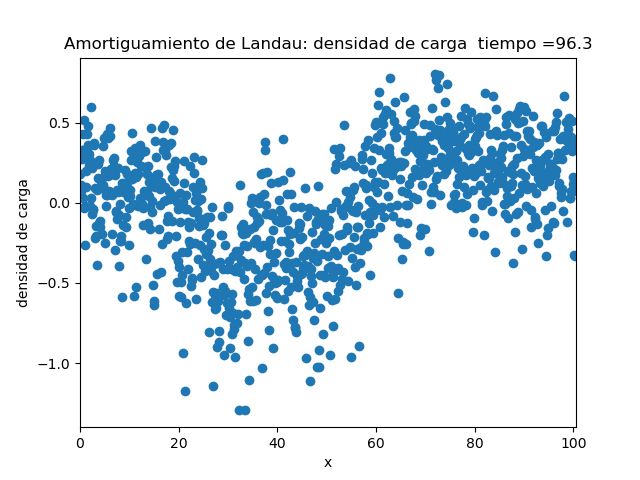 Amortiguamiento de Landau: densidad de carga  tiempo =96.3
densidad de carga
0.5
0.0
−0.5
−1.0
0 20 40 60 80 100
x